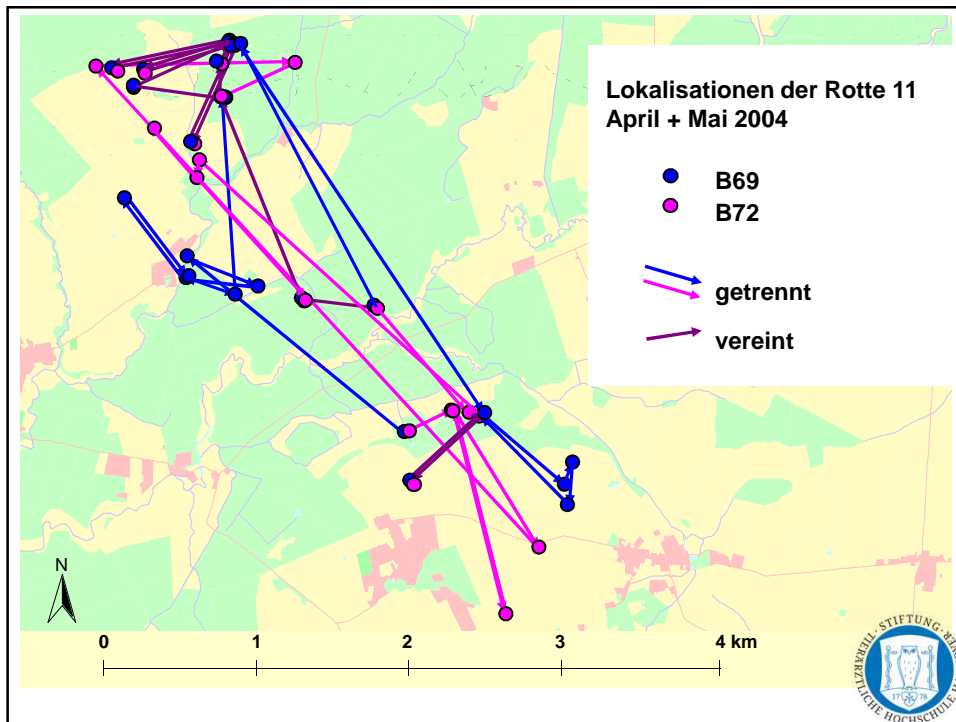 Lokalisationen der Rotte 11
April + Mai 2004
B69
B72
getrennt
vereint
N
0 1 2 3 4 km
STIFTUNG · TIERÄRZTLICHE HOCHSCHULE
17 78